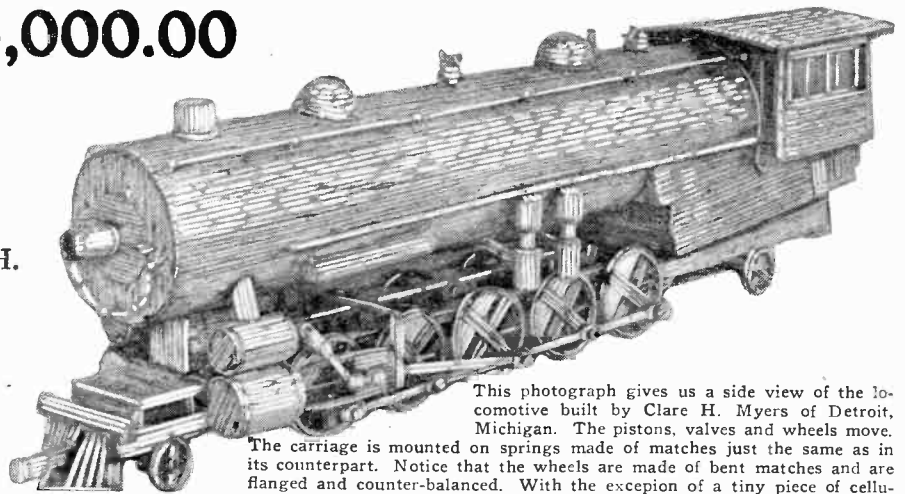 ,000.00
H.
This photograph gives us a side view of the lo-
comotive built by Clare H. Myers of Detroit,
Michigan. The pistons, valves and wheels move.
The carriage is mounted on springs made of matches just the same as in
its counterpart. Notice that the wheels are made of bent matches and are
flanged and counter-balanced. With the excepion of a tiny piece of cellu-